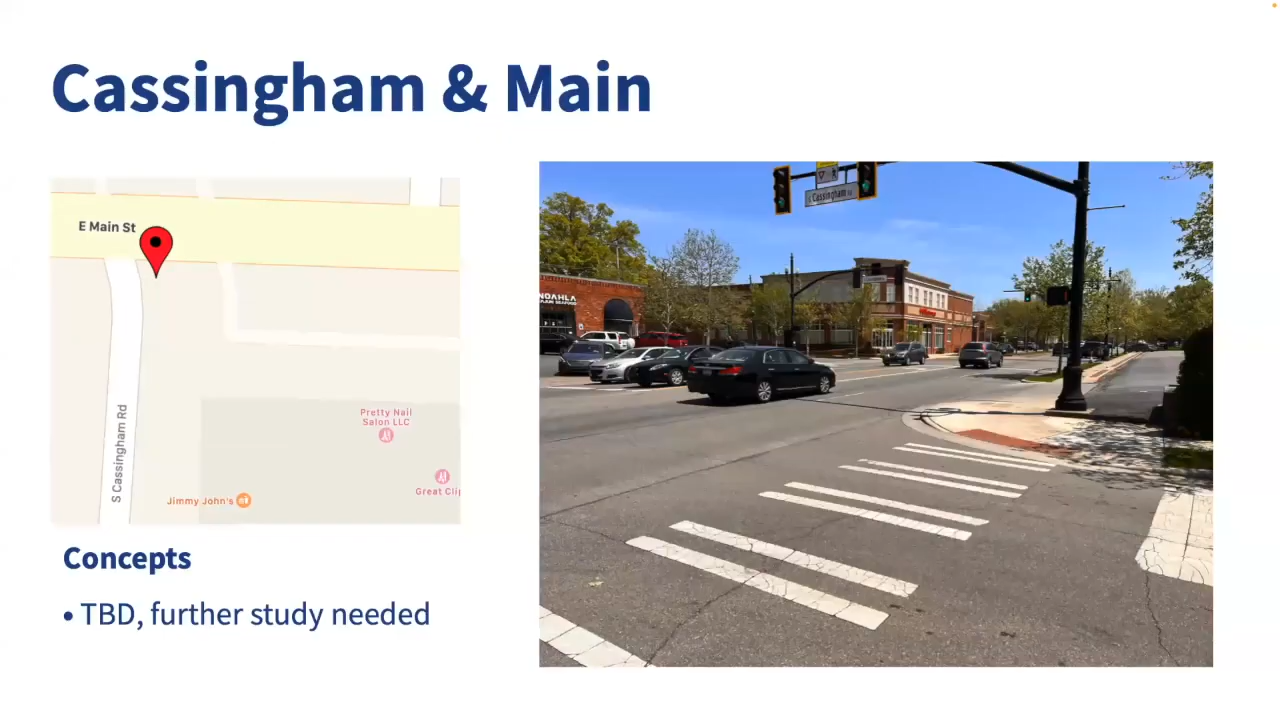 Cassingham & Main
E Main St
S Cassingham Rd
Pretty Nail
Salon LLC
Jimmy John's
Great Clip
Concepts
• TBD, further study needed
Cassingham